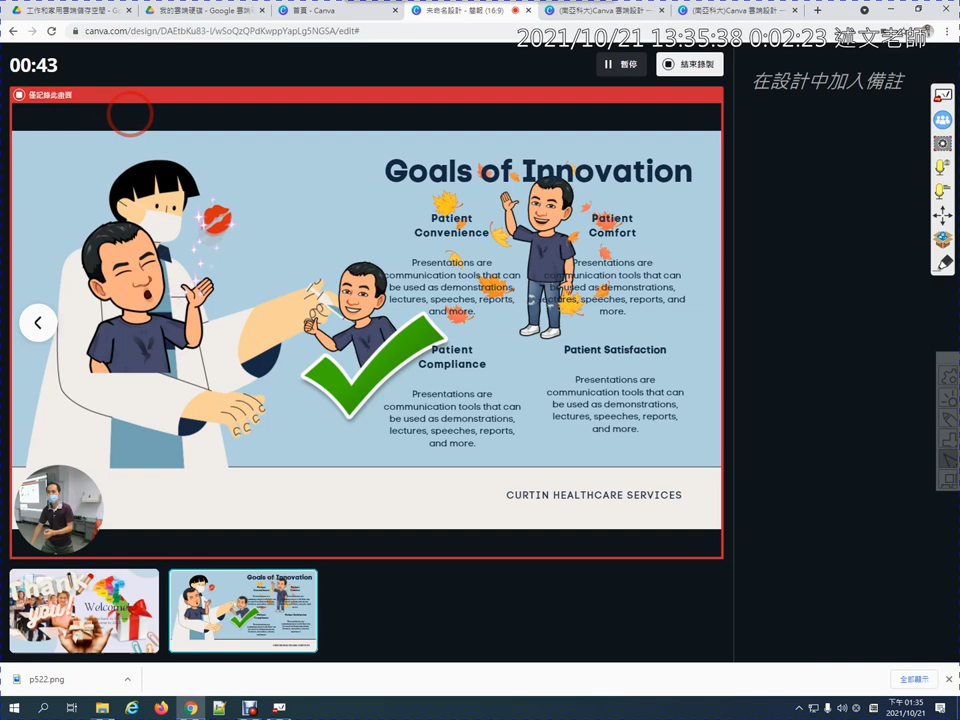 工作和家用雲端儲存空間 - G
我的雲端硬碟 - Google 雲端
首頁 - Canva
未命名設計 - 簡報 (16:9)
(南亞科大)Canva 雲端設計
(南亞科大)Canva 雲端設計
canva.com/design/DAEtbKu83-I/wSoQzQPdKwppYapLg5NGSA/edit#
2021/10/21 13:35:38 0:02:23 述文老師
00:43
暫停
結束錄製
在設計中加入備註
僅記錄此畫面
Goals of Innovation
Patient
Convenience
Presentations are
communication tools that can
be used as demonstrations,
lectures, speeches, reports,
and more.
Patient
Comfort
Presentations are
communication tools that can
be used as demonstrations,
lectures, speeches, reports, and
more.
Patient
Compliance
Presentations are
communication tools that can
be used as demonstrations,
lectures, speeches, reports,
and more.
Patient Satisfaction
Presentations are
communication tools that can
be used as demonstrations,
lectures, speeches, reports,
and more.
CURTIN HEALTHCARE SERVICES
Thank
you!
Welcome
Goals of Innovation
p522.png
全部顯示
下午 01:35
2021/10/21